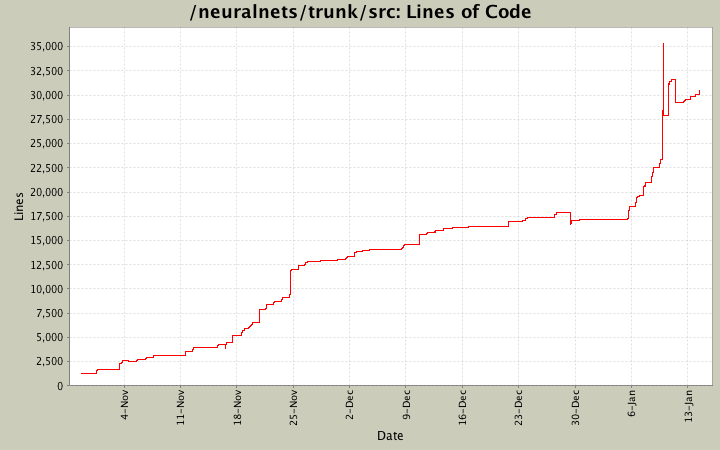 /neuralnets/trunk/src: Lines of Code
35,000
32,500
30,000
27,500
25,000
22,500
20,000
17,500
15,000
12,500
10,000
7,500
5,000
2,500
0
Lines
4-Nov
11-Nov
18-Nov
25-Nov
2-Dec
9-Dec
16-Dec
23-Dec
30-Dec
6-Jan
13-Jan
Date